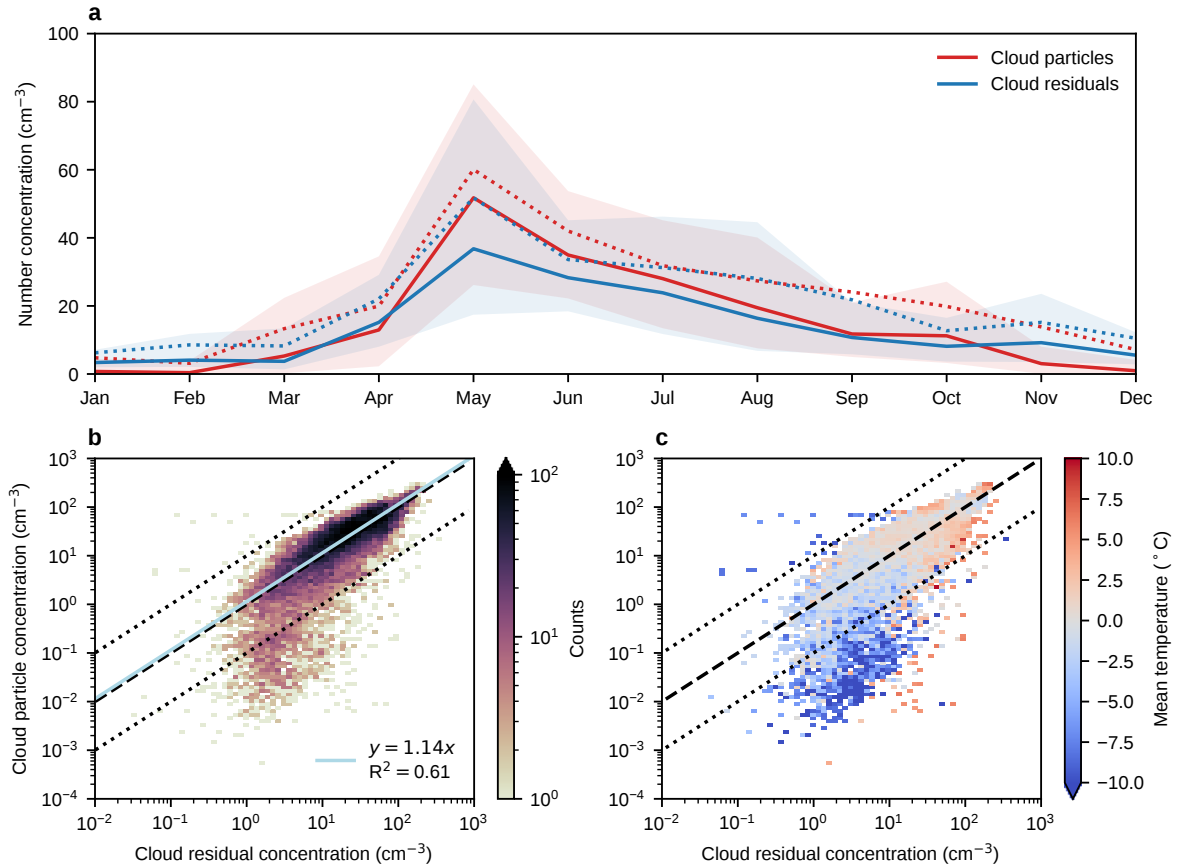 a
Number concentration (cm⁻³)
100
80
60
40
20
0
Cloud particles
Cloud residuals
Jan Feb Mar Apr May Jun Jul Aug Sep Oct Nov Dec
b
Cloud particle concentration (cm⁻³)
10³
10²
10¹
10⁰
10⁻¹
10⁻²
10⁻³
10⁻⁴
y = 1.14x
R² = 0.61
10⁻² 10⁻¹ 10⁰ 10¹ 10² 10³
Cloud residual concentration (cm⁻³)
10²
10¹
10⁰
Counts
c
10³
10²
10¹
10⁰
10⁻¹
10⁻²
10⁻³
10⁻⁴
10⁻² 10⁻¹ 10⁰ 10¹ 10² 10³
Cloud residual concentration (cm⁻³)
10.0
7.5
5.0
2.5
0.0
−2.5
−5.0
−7.5
−10.0
Mean temperature (°C)